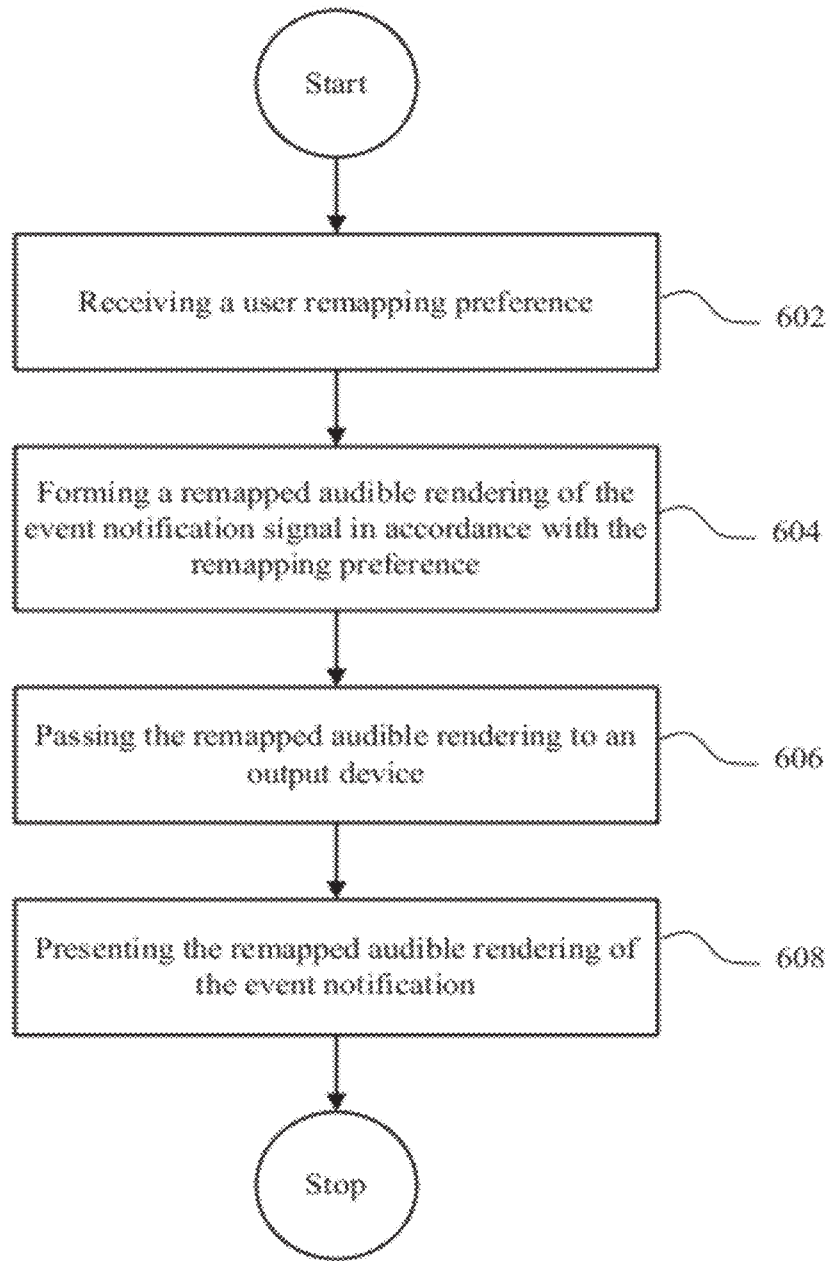 Start
Receiving a user remapping preference
602
Forming a remapped audible rendering of the
event notification signal in accordance with the
remapping preference
604
Passing the remapped audible rendering to an
output device
606
Presenting the remapped audible rendering of
the event notification
608
Stop